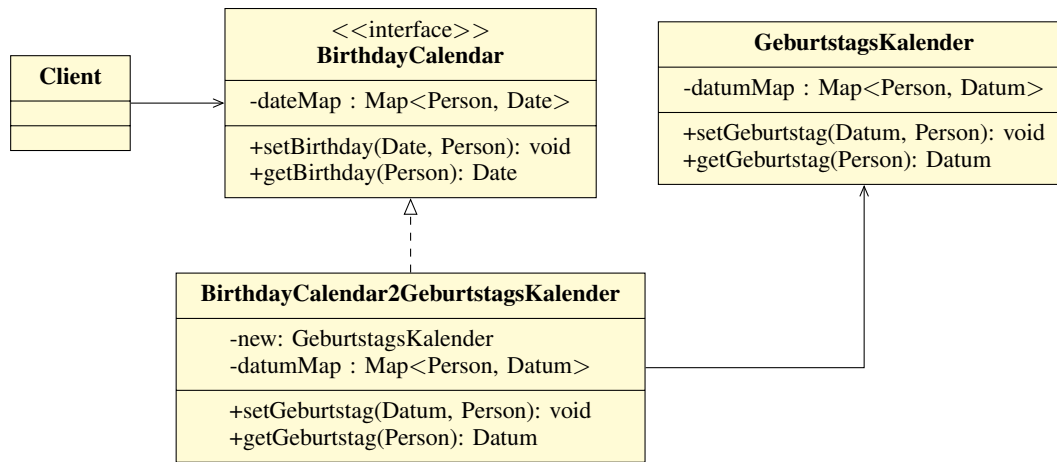 Client
<<interface>>
BirthdayCalendar
-dateMap : Map<Person, Date>
+setBirthday(Date, Person): void
+getBirthday(Person): Date
GeburtstagsKalender
-datumMap : Map<Person, Datum>
+setGeburtstag(Datum, Person): void
+getGeburtstag(Person): Datum
BirthdayCalendar2GeburtstagsKalender
-new: GeburtstagsKalender
-datumMap : Map<Person, Datum>
+setGeburtstag(Datum, Person): void
+getGeburtstag(Person): Datum